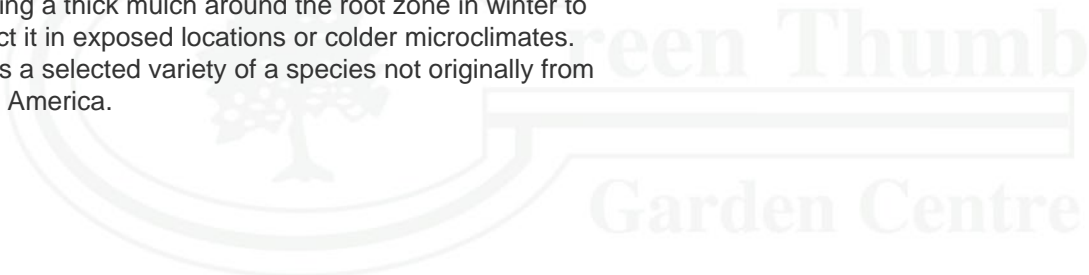 ing a thick mulch around the root zone in winter to
ct it in exposed locations or colder microclimates.
s a selected variety of a species not originally from
America.
reen Thumb
Garden Centre